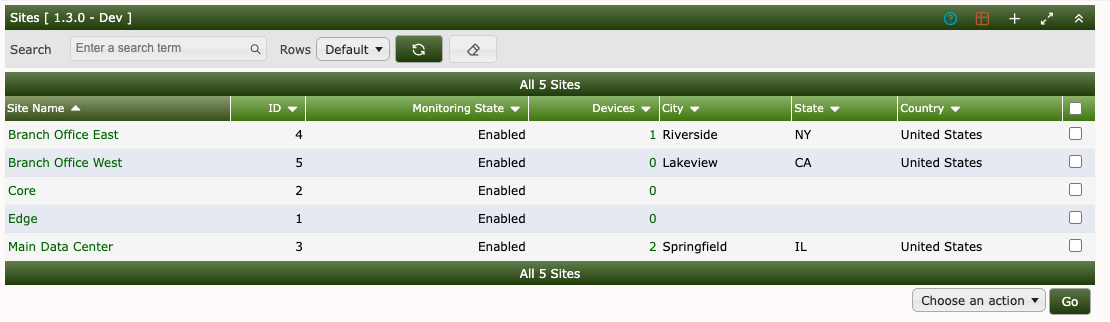 Sites [ 1.3.0 - Dev ]
Search Enter a search term Rows Default
All 5 Sites
Site Name ID Monitoring State Devices City State Country
Branch Office East 4 Enabled 1 Riverside NY United States
Branch Office West 5 Enabled 0 Lakeview CA United States
Core 2 Enabled 0
Edge 1 Enabled 0
Main Data Center 3 Enabled 2 Springfield IL United States
All 5 Sites
Choose an action Go